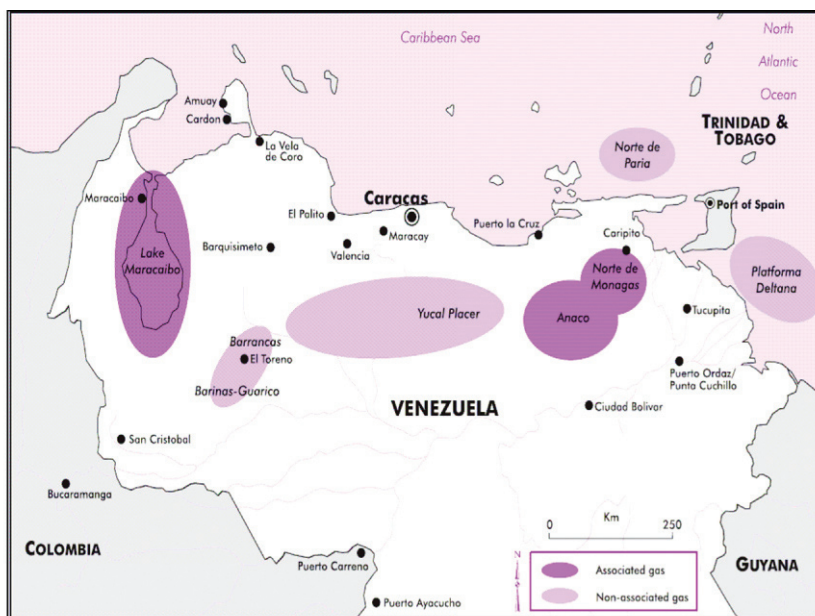 Caribbean Sea
North
Atlantic
Ocean
Amuay
Cardon
La Vela
de Coro
TRINIDAD &
TOBAGO
Norte de
Paria
Maracaibo
El Palito
Caracas
Maracay
Puerto la Cruz
Port of Spain
Caripito
Barquisimeto
Valencia
Lake
Maracaibo
Norte de
Monagas
Platforma
Deltana
Yucal Placer
Anaco
Tucupita
Barrancas
El Toreno
Barinas-Guarico
Puerto Ordaz/
Punta Cuchillo
VENEZUELA
Ciudad Bolivar
San Cristobal
Bucaramanga
0
250
Km
COLOMBIA
Puerto Carreno
GUYANA
Associated gas
Non-associated gas
Puerto Ayacucho